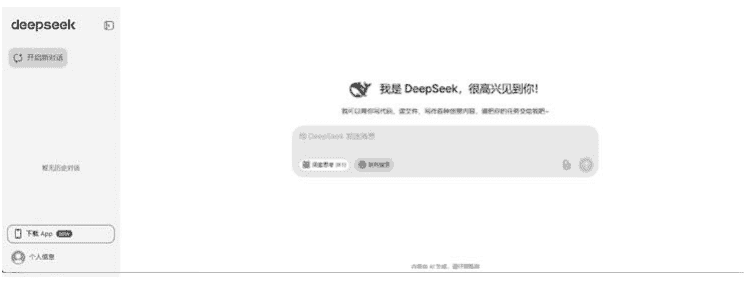 deepseek
开启新对话
暂无历史对话
下载 App NEW
个人信息
我是 DeepSeek，很高兴见到你！
我可以帮你写代码、读文件、写作各种创意内容，请把你的任务交给我吧~
给 DeepSeek 发送消息
深度思考 (R1)
联网搜索
内容由 AI 生成，请仔细甄别